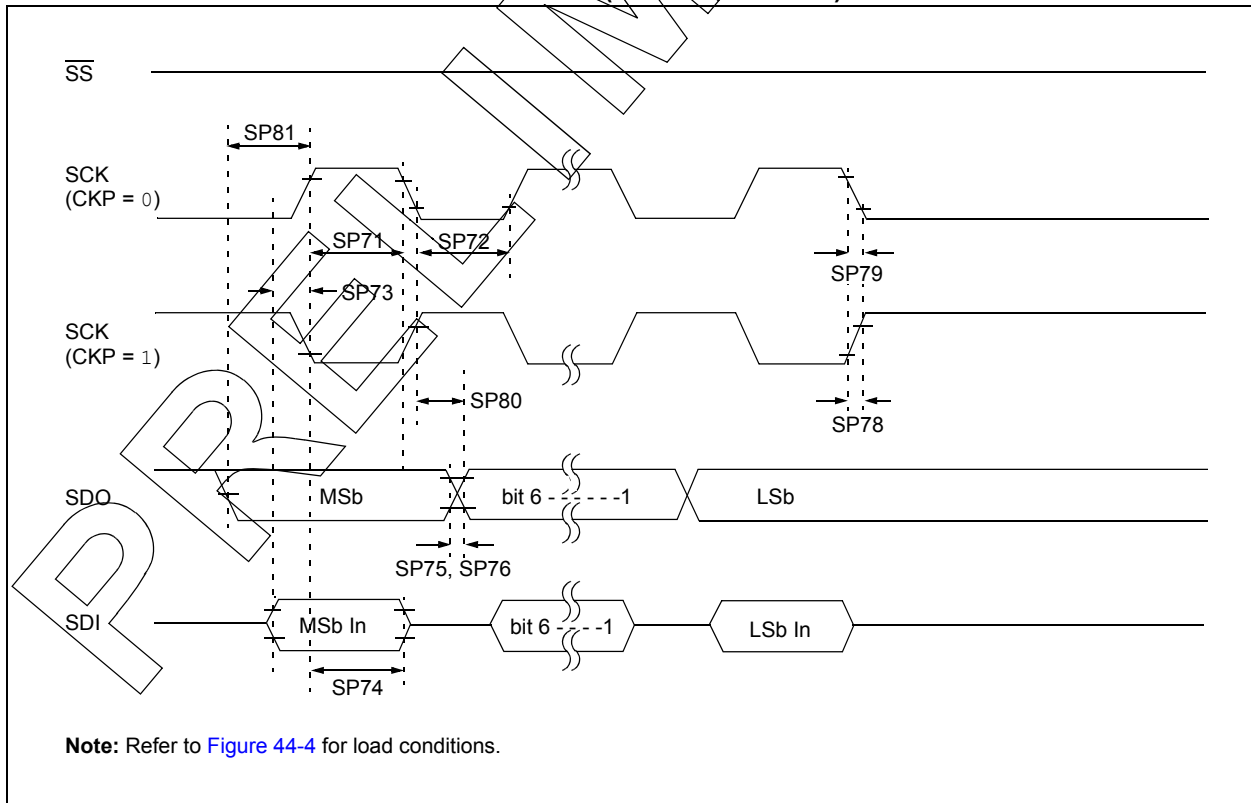 SS
SP81
SCK
(CKP = 0)
SP71
SP72
SP79
SP73
SCK
(CKP = 1)
SP80
SP78
SDO
MSb
bit 6 - - - - - -1
LSb
SP75, SP76
SDI
MSb In
bit 6 - - - -1
LSb In
SP74
Note: Refer to Figure 44-4 for load conditions.